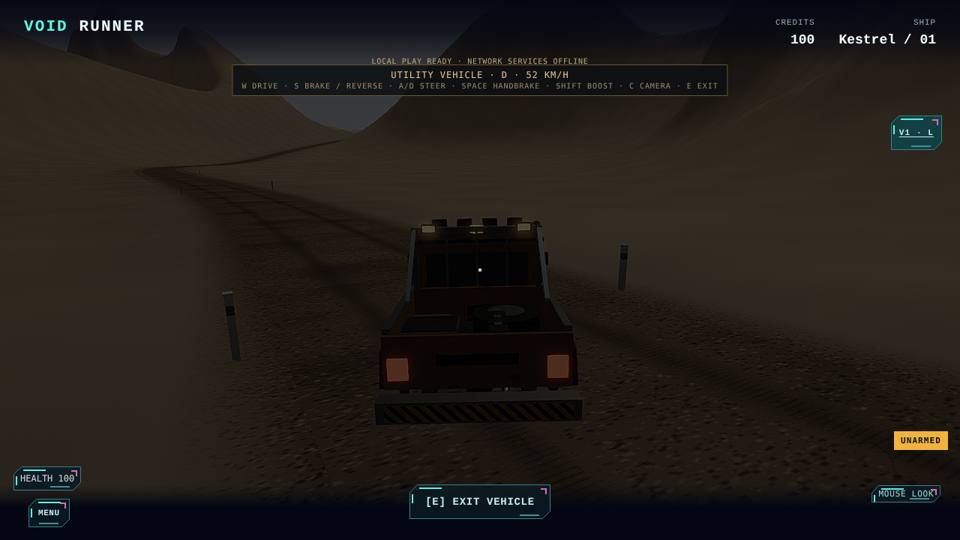 VOID RUNNER
CREDITS
100
SHIP
Kestrel / 01
LOCAL PLAY READY · NETWORK SERVICES OFFLINE
UTILITY VEHICLE · D · 52 KM/H
W DRIVE · S BRAKE / REVERSE · A/D STEER · SPACE HANDBRAKE · SHIFT BOOST · C CAMERA · E EXIT
V1 · L
UNARMED
HEALTH 100
MENU
[E] EXIT VEHICLE
MOUSE LOOK